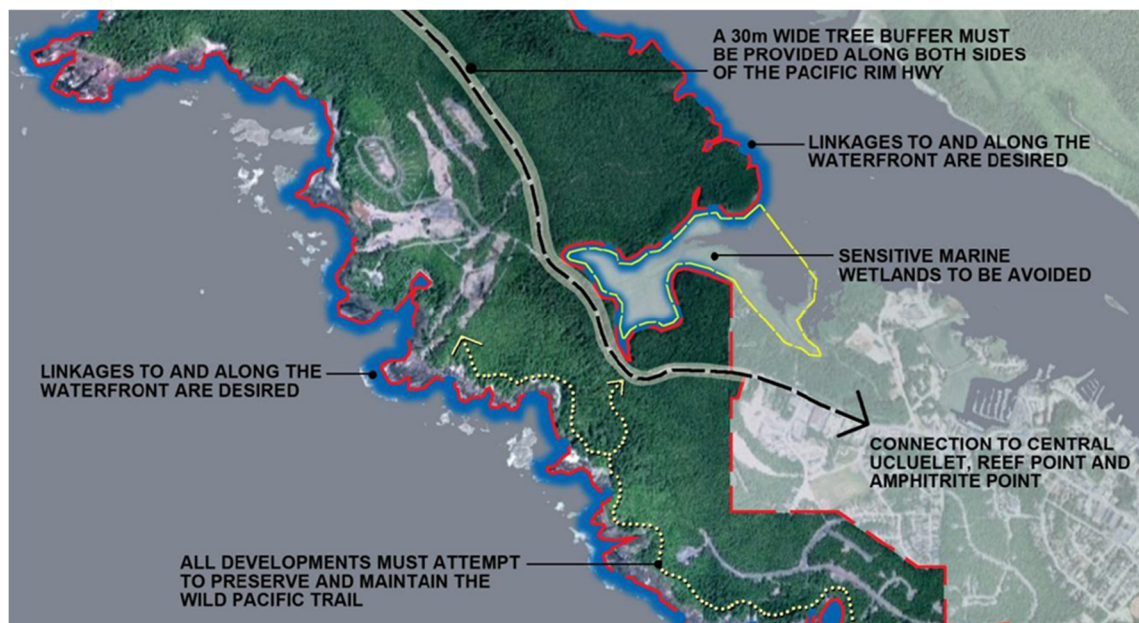 A 30m WIDE TREE BUFFER MUST
BE PROVIDED ALONG BOTH SIDES
OF THE PACIFIC RIM HWY
LINKAGES TO AND ALONG THE
WATERFRONT ARE DESIRED
SENSITIVE MARINE
WETLANDS TO BE AVOIDED
LINKAGES TO AND ALONG THE
WATERFRONT ARE DESIRED
CONNECTION TO CENTRAL
UCLUELET, REEF POINT AND
AMPHITRITE POINT
ALL DEVELOPMENTS MUST ATTEMPT
TO PRESERVE AND MAINTAIN THE
WILD PACIFIC TRAIL